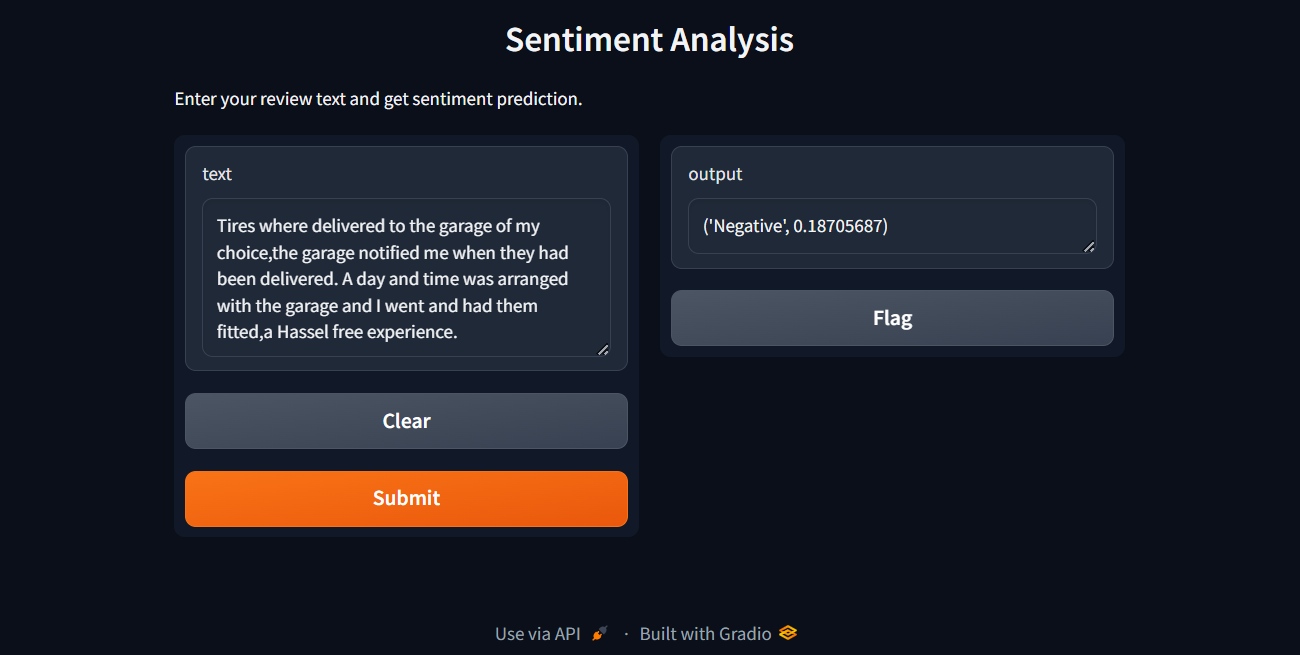 Sentiment Analysis
Enter your review text and get sentiment prediction.
text
Tires where delivered to the garage of my
choice,the garage notified me when they had
been delivered. A day and time was arranged
with the garage and I went and had them
fitted,a Hassel free experience.
Clear
Submit
output
('Negative', 0.18705687)
Flag
Use via API · Built with Gradio